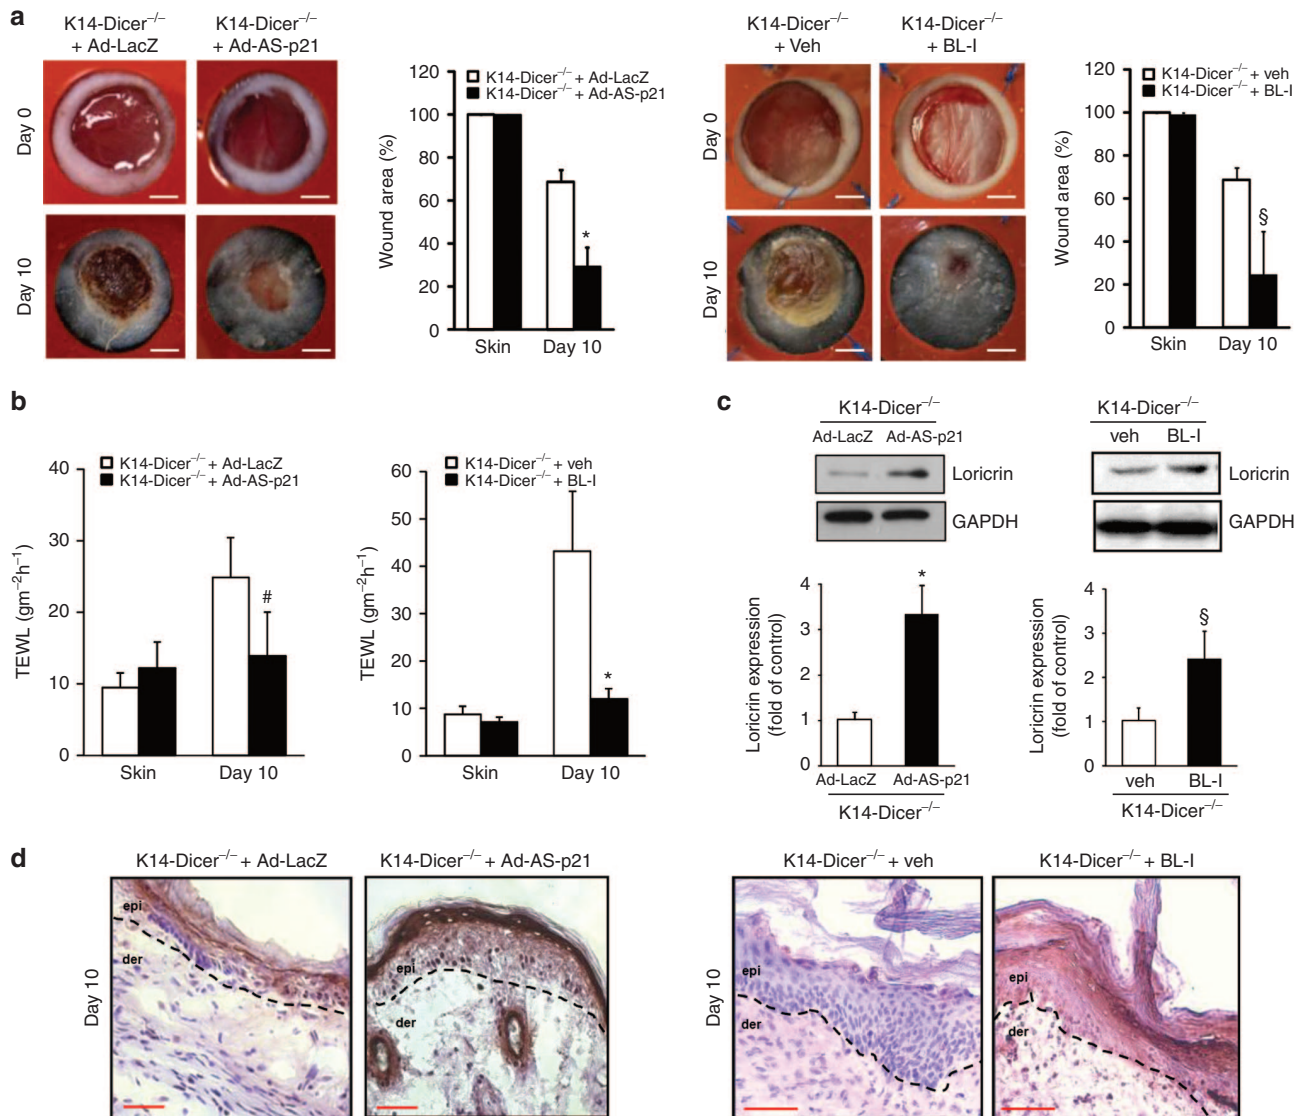 a
K14-Dicer–/–
+ Ad-LacZ
K14-Dicer–/–
+ Ad-AS-p21
Day 0
Day 10
120
100
80
60
40
20
0
Wound area (%)
K14-Dicer–/– + Ad-LacZ
K14-Dicer–/– + Ad-AS-p21
*
Skin
Day 10
K14-Dicer–/–
+ Veh
K14-Dicer–/–
+ BL-I
Day 0
Day 10
120
100
80
60
40
20
0
Wound area (%)
K14-Dicer–/– + veh
K14-Dicer–/– + BL-I
§
Skin
Day 10
b
40
30
20
10
0
TEWL (gm–2h–1)
K14-Dicer–/– + Ad-LacZ
K14-Dicer–/– + Ad-AS-p21
#
Skin
Day 10
60
50
40
30
20
10
0
TEWL (gm–2h–1)
K14-Dicer–/– + veh
K14-Dicer–/– + BL-I
*
Skin
Day 10
c
K14-Dicer–/–
Ad-LacZ Ad-AS-p21
Loricrin
GAPDH
4
3
2
1
0
Loricrin expression
(fold of control)
*
Ad-LacZ Ad-AS-p21
K14-Dicer–/–
K14-Dicer–/–
veh BL-I
Loricrin
GAPDH
4
3
2
1
0
Loricrin expression
(fold of control)
§
veh BL-I
K14-Dicer–/–
d
K14-Dicer–/– + Ad-LacZ
K14-Dicer–/– + Ad-AS-p21
K14-Dicer–/– + veh
K14-Dicer–/– + BL-I
Day 10
epi
der
epi
der
Day 10
epi
der
epi
der